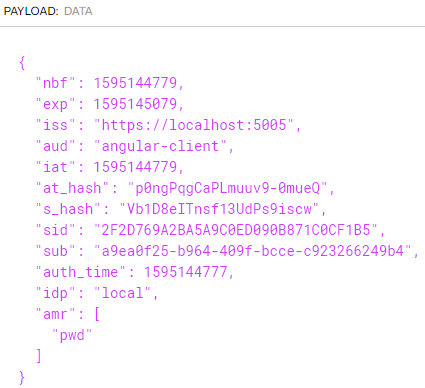 PAYLOAD: DATA
{
"nbf": 1595144779,
"exp": 1595145079,
"iss": "https://localhost:5005",
"aud": "angular-client",
"iat": 1595144779,
"at_hash": "p0ngPqgCaPLmuuv9-0mueQ",
"s_hash": "Vb1D8eITnsf13UdPs9iscw",
"sid": "2F2D769A2BA5A9C0ED090B871C0CF1B5",
"sub": "a9ea0f25-b964-409f-bcce-c923266249b4",
"auth_time": 1595144777,
"idp": "local",
"amr": [
"pwd"
]
}